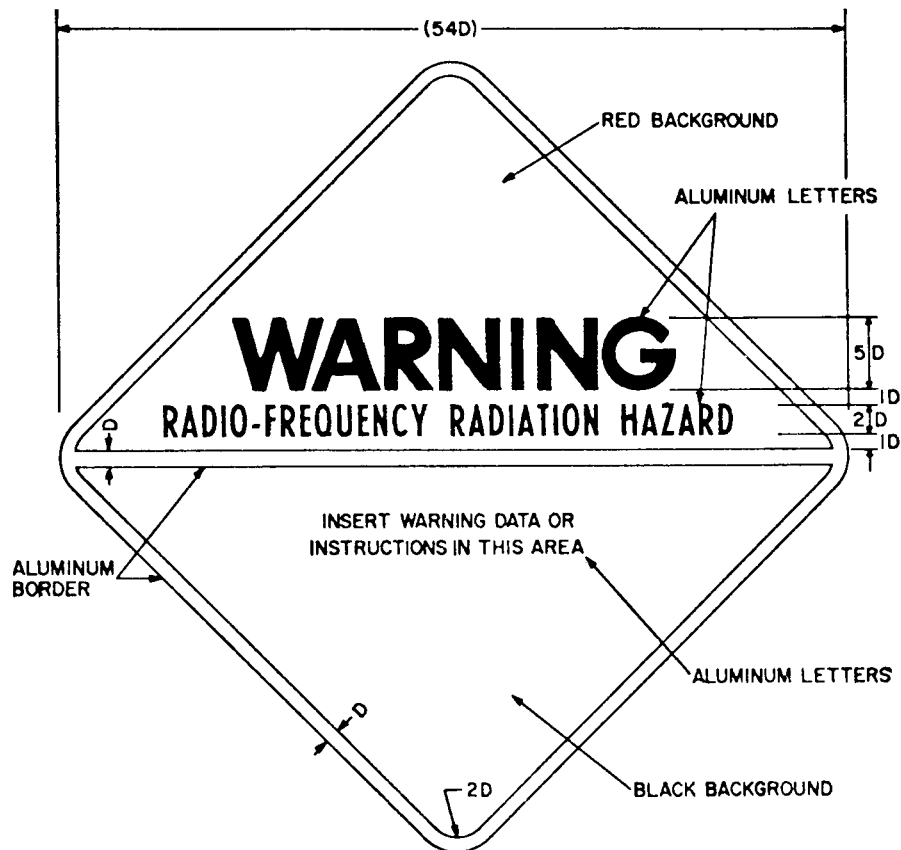 (54D)
RED BACKGROUND
ALUMINUM LETTERS
WARNING
5D
1D
RADIO-FREQUENCY RADIATION HAZARD
2D
D
1D
INSERT WARNING DATA OR
INSTRUCTIONS IN THIS AREA
ALUMINUM
BORDER
ALUMINUM LETTERS
D
2D
BLACK BACKGROUND